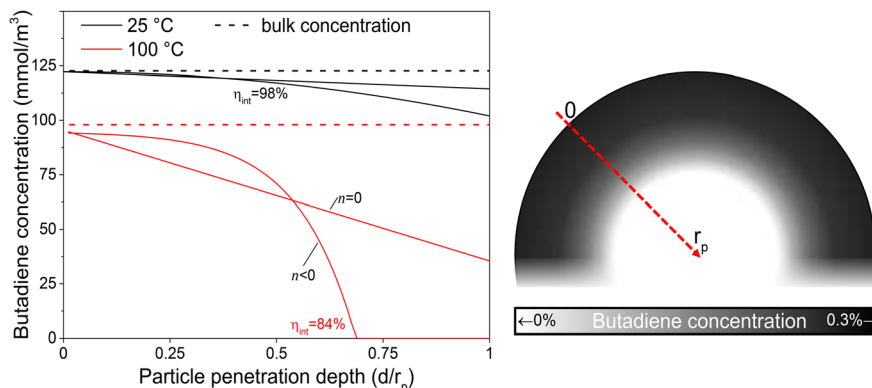 25 °C
bulk concentration
100 °C
Butadiene concentration (mmol/m³)
125
100
75
50
25
0
ηint=98%
n=0
n<0
ηint=84%
0
0.25
0.5
0.75
1
Particle penetration depth (d/rp)
0
rp
←0% Butadiene concentration 0.3%→